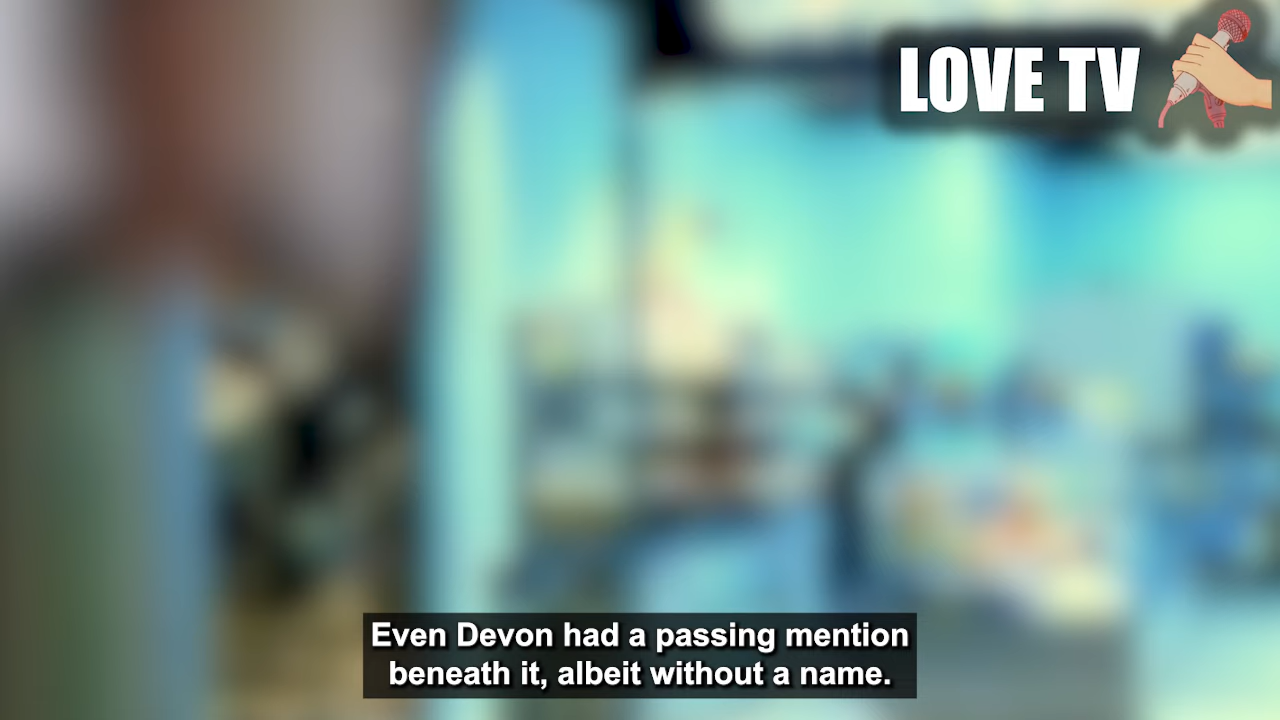 LOVE TV
Even Devon had a passing mention
beneath it, albeit without a name.